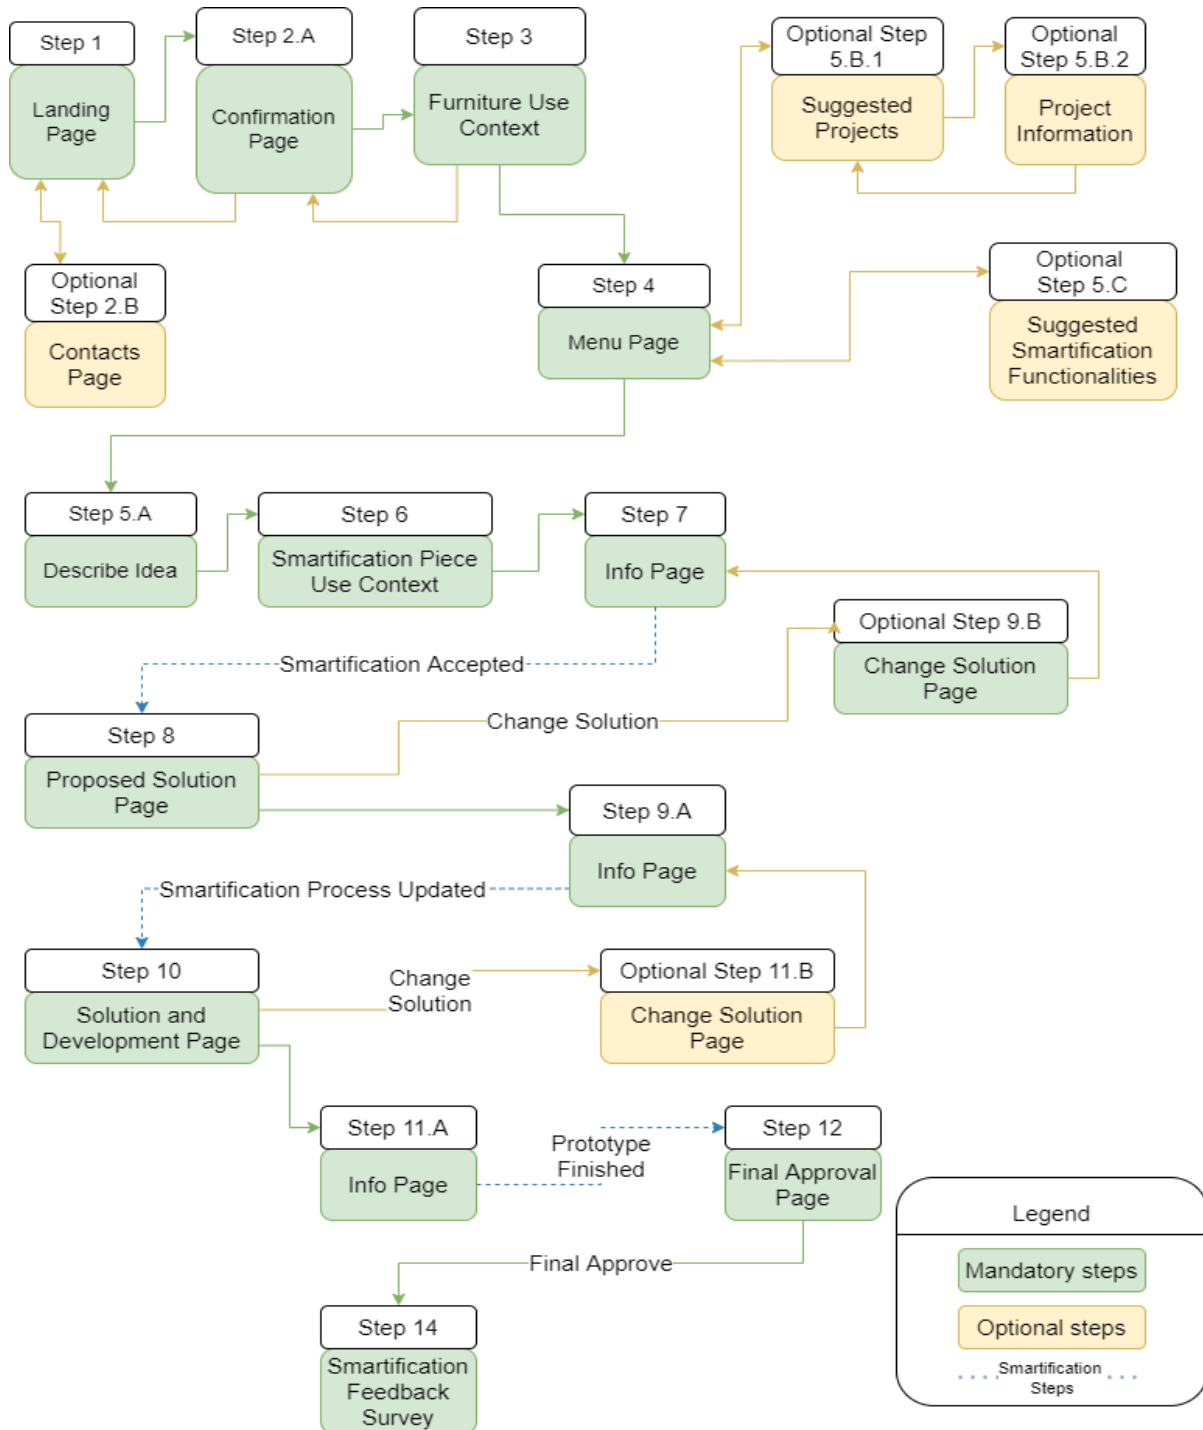 Step 1
Landing
Page
Step 2.A
Confirmation
Page
Step 3
Furniture Use
Context
Optional Step
5.B.1
Suggested
Projects
Optional
Step 5.B.2
Project
Information
Optional
Step 2.B
Contacts
Page
Step 4
Menu Page
Optional
Step 5.C
Suggested
Smartification
Functionalities
Step 5.A
Describe Idea
Step 6
Smartification Piece
Use Context
Step 7
Info Page
Optional Step 9.B
Change Solution
Page
Smartification Accepted
Change Solution
Step 8
Proposed Solution
Page
Step 9.A
Info Page
Smartification Process Updated
Step 10
Solution and
Development Page
Change
Solution
Optional Step 11.B
Change Solution
Page
Step 11.A
Info Page
Prototype
Finished
Step 12
Final Approval
Page
Final Approve
Step 14
Smartification
Feedback
Survey
Legend
Mandatory steps
Optional steps
Smartification
Steps